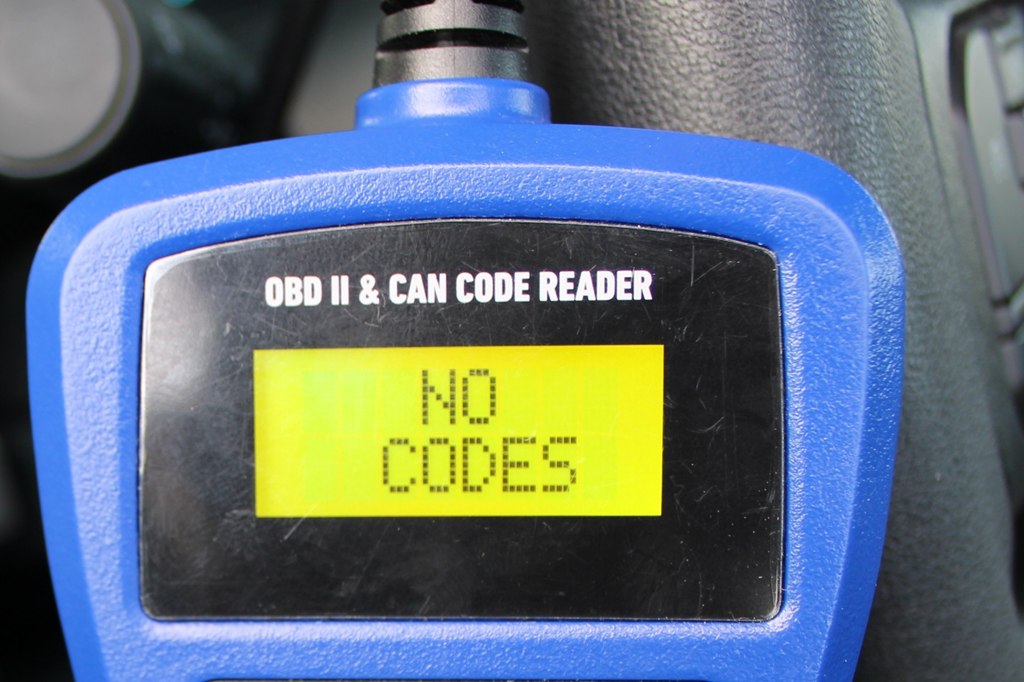 OBD II & CAN CODE READER
NO
CODES